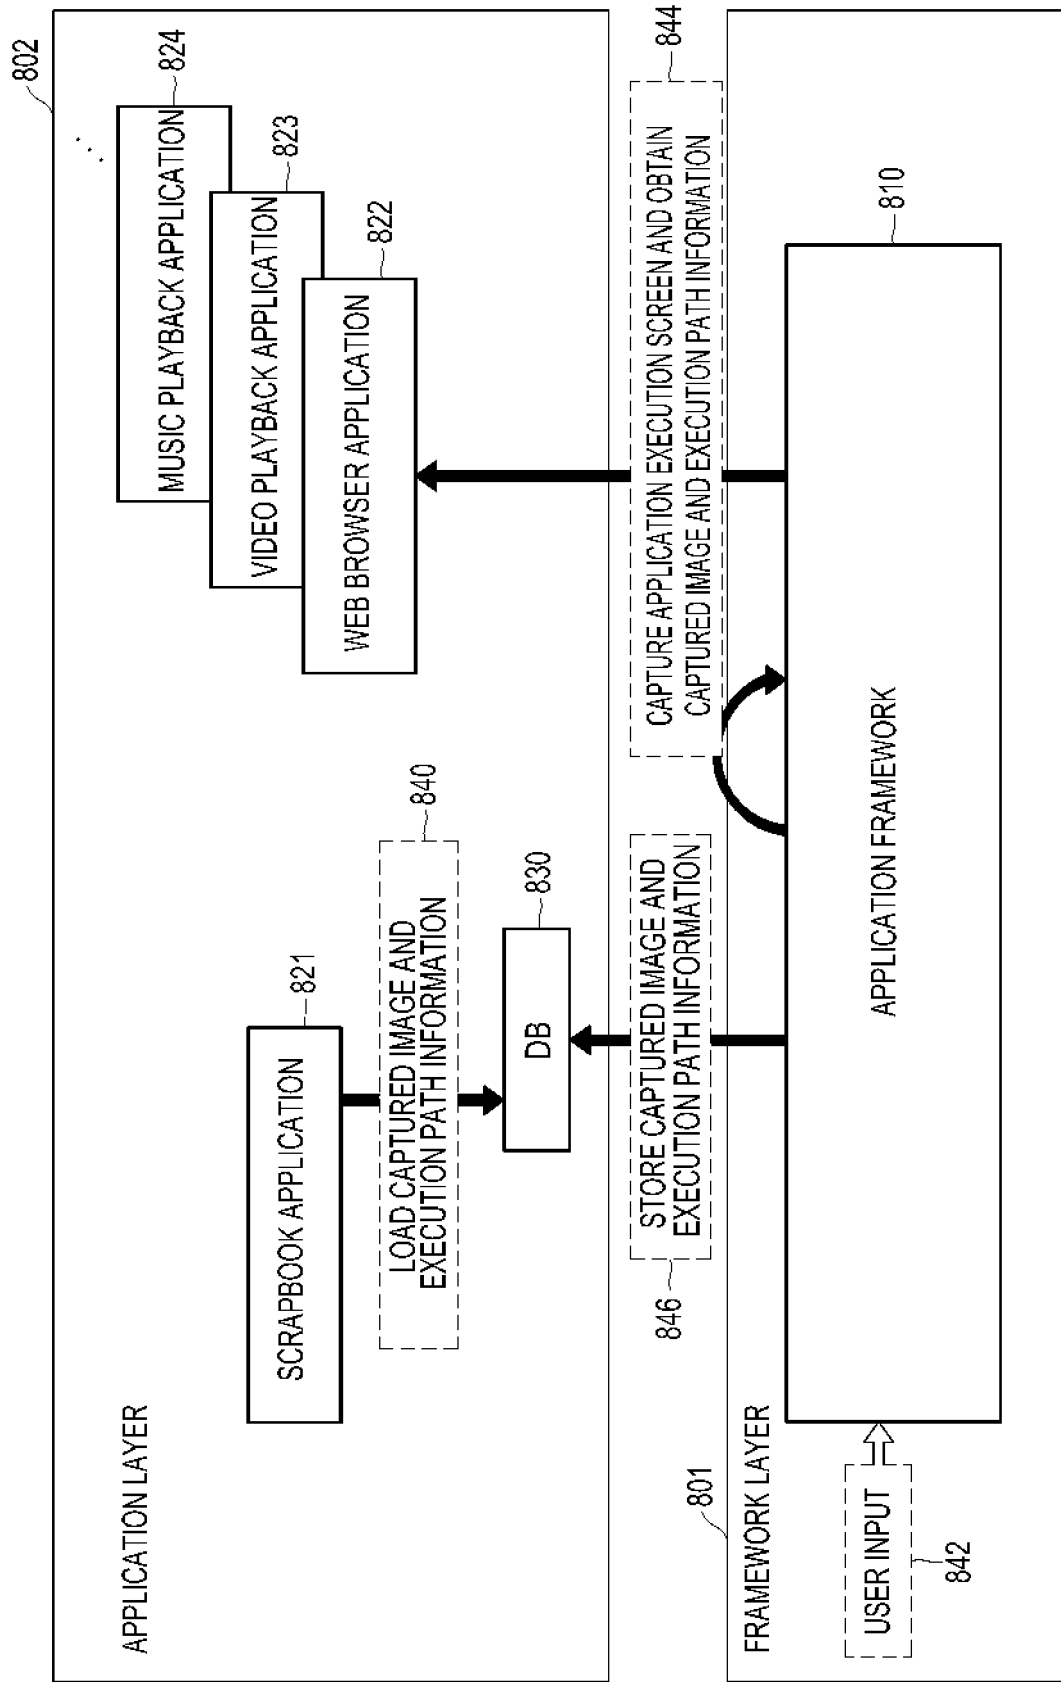 802
APPLICATION LAYER
SCRAPBOOK APPLICATION
821
MUSIC PLAYBACK APPLICATION
824
VIDEO PLAYBACK APPLICATION
823
WEB BROWSER APPLICATION
822
...
LOAD CAPTURED IMAGE AND
EXECUTION PATH INFORMATION
840
DB
830
STORE CAPTURED IMAGE AND
EXECUTION PATH INFORMATION
846
CAPTURE APPLICATION EXECUTION SCREEN AND OBTAIN
CAPTURED IMAGE AND EXECUTION PATH INFORMATION
844
801
FRAMEWORK LAYER
USER INPUT
842
APPLICATION FRAMEWORK
810